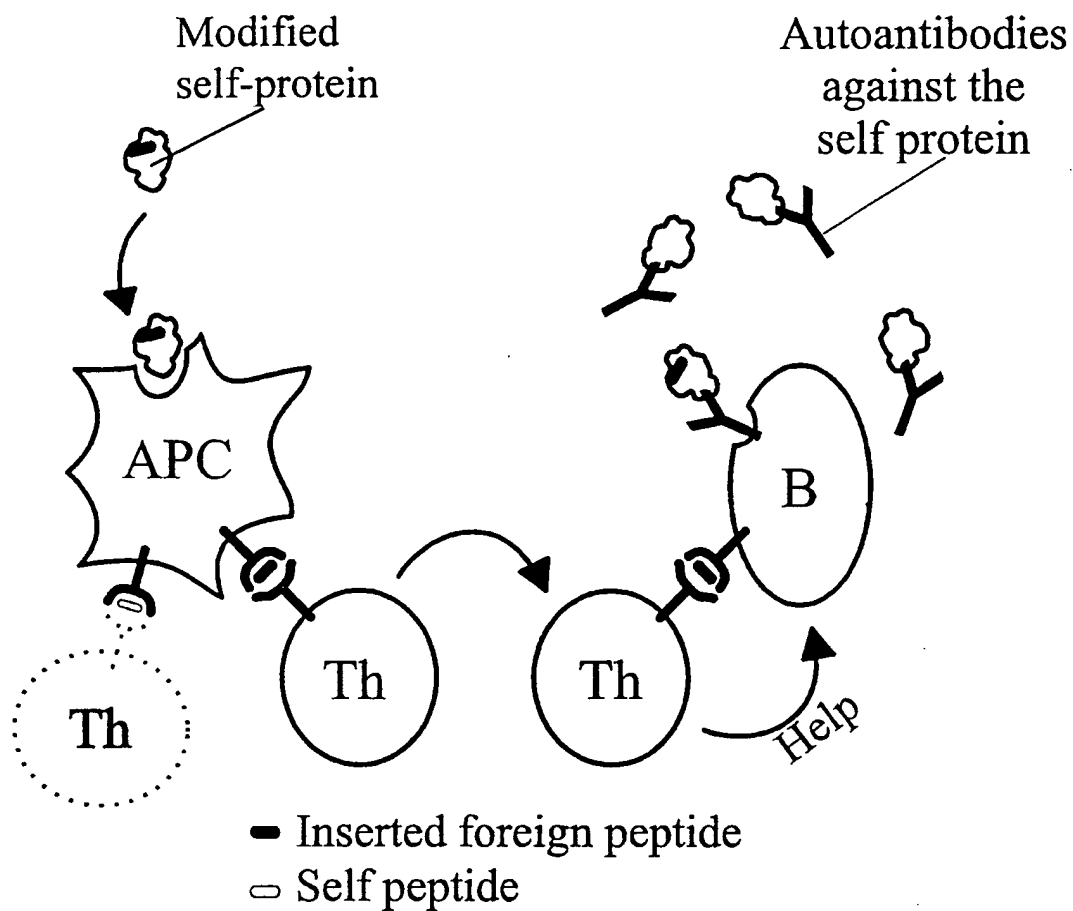 Modified
self-protein
Autoantibodies
against the
self protein
APC
B
Th
Th
Th
Help
Inserted foreign peptide
Self peptide